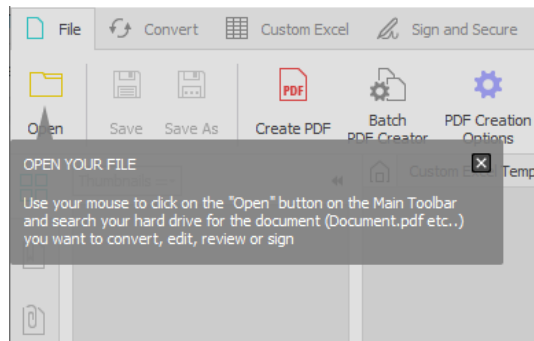 File Convert Custom Excel Sign and Secure
PDF
Open Save Save As Create PDF Batch PDF Creator PDF Creation Options
OPEN YOUR FILE
Thumbnails
Custom Excel Temp
Use your mouse to click on the "Open" button on the Main Toolbar
and search your hard drive for the document (Document.pdf etc..)
you want to convert, edit, review or sign